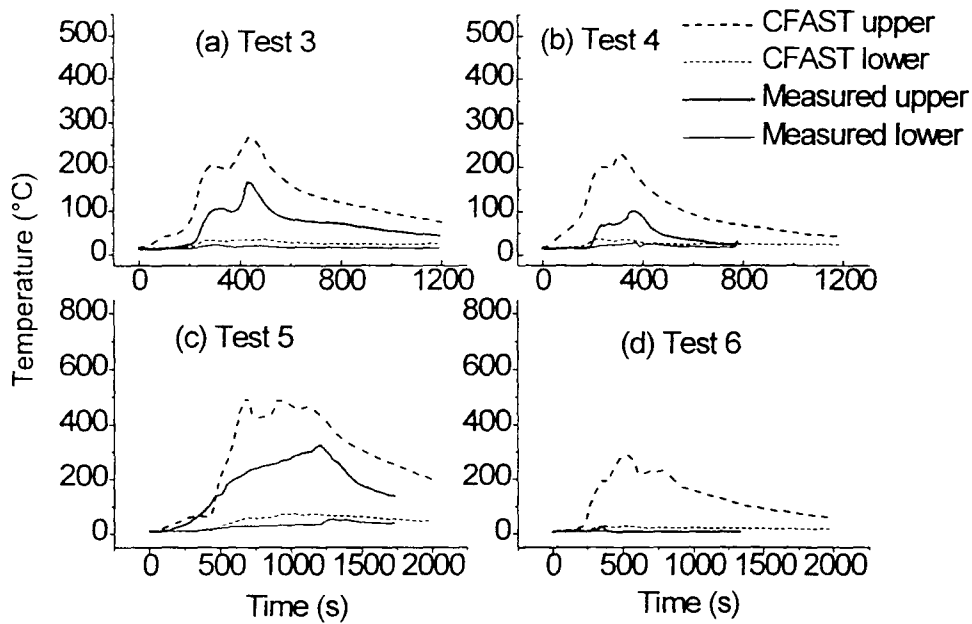 (a) Test 3
(b) Test 4
CFAST upper
CFAST lower
Measured upper
Measured lower
500
400
300
200
100
0
0 400 800 1200
500
400
300
200
100
0
0 400 800 1200
Temperature (°C)
(c) Test 5
(d) Test 6
800
600
400
200
0
0 500 1000 1500 2000
800
600
400
200
0
0 500 1000 1500 2000
Time (s)
Time (s)